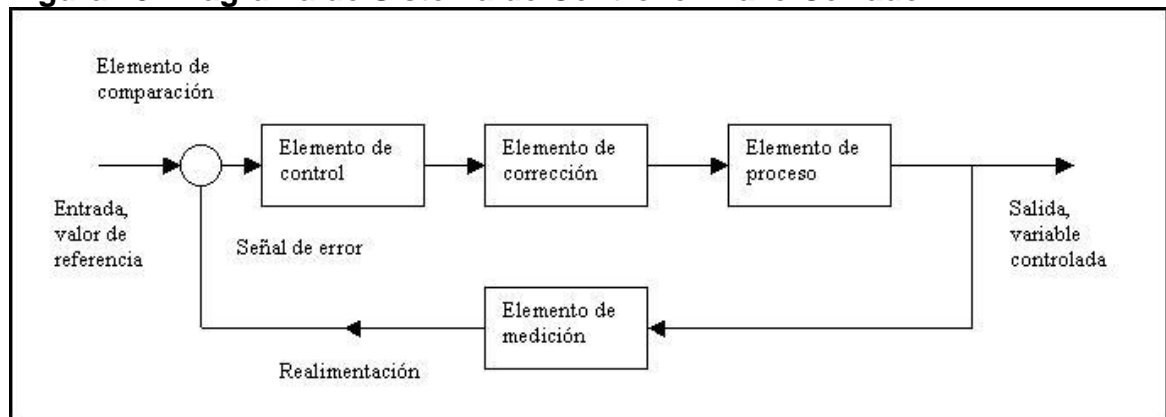 Elemento de
comparación
Elemento de
control
Elemento de
corrección
Elemento de
proceso
Entrada,
valor de
referencia
Señal de error
Salida,
variable
controlada
Elemento de
medición
Realimentación